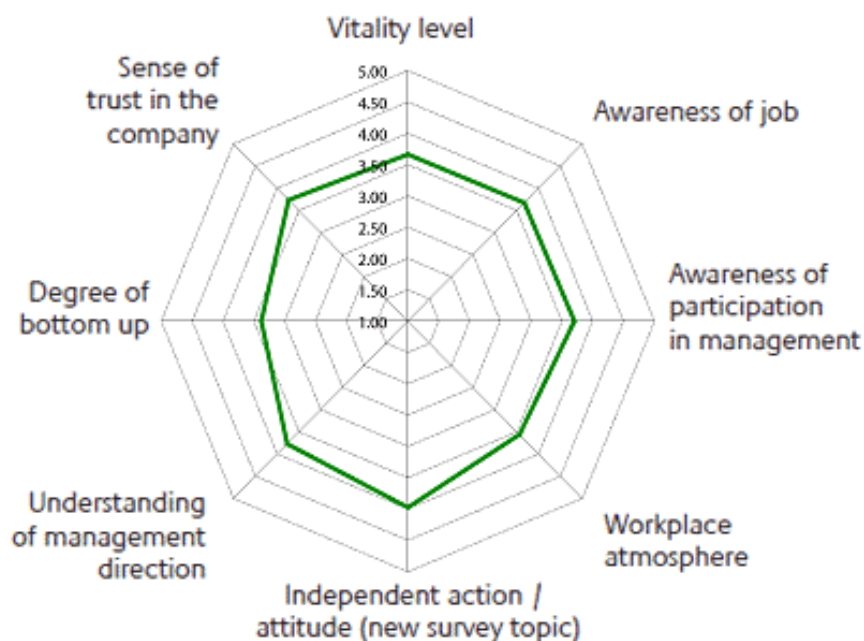 Vitality level
Sense of
trust in the
company
Awareness of job
5.00
4.50
4.00
3.50
3.00
2.50
2.00
1.50
1.00
Degree of
bottom up
Awareness of
participation
in management
Understanding
of management
direction
Workplace
atmosphere
Independent action /
attitude (new survey topic)